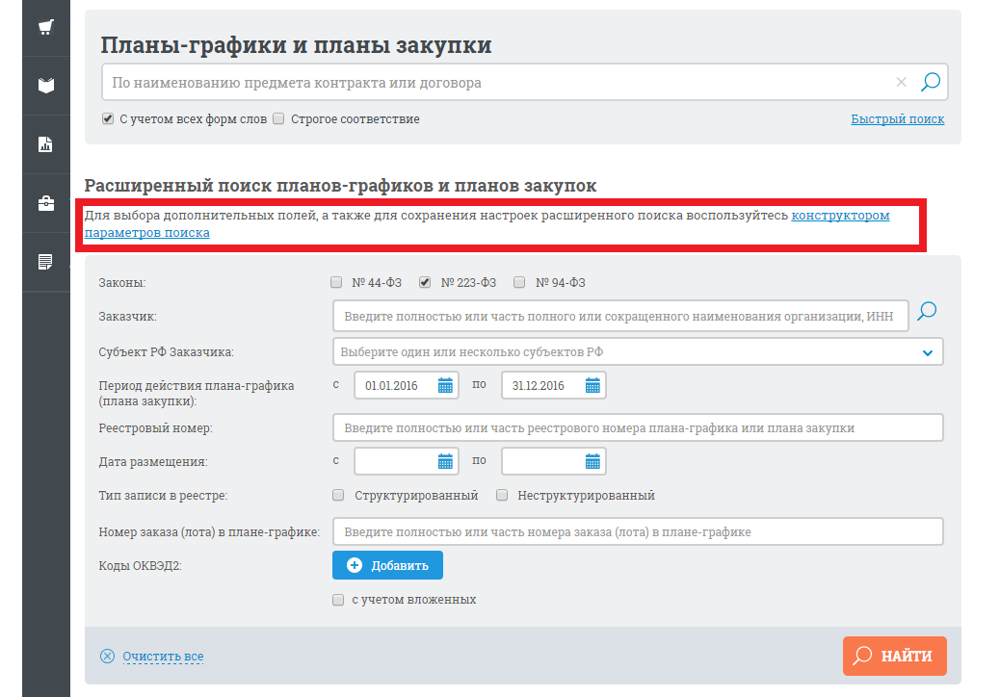 Планы-графики и планы закупки
По наименованию предмета контракта или договора
С учетом всех форм слов Строгое соответствие Быстрый поиск
Расширенный поиск планов-графиков и планов закупок
Для выбора дополнительных полей, а также для сохранения настроек расширенного поиска воспользуйтесь конструктором
параметров поиска
Законы: № 44-ФЗ № 223-ФЗ № 94-ФЗ
Заказчик: Введите полностью или часть полного или сокращенного наименования организации, ИНН
Субъект РФ Заказчика: Выберите один или несколько субъектов РФ
Период действия плана-графика с 01.01.2016 по 31.12.2016
(плана закупки):
Реестровый номер: Введите полностью или часть реестрового номера плана-графика или плана закупки
Дата размещения: с по
Тип записи в реестре: Структурированный Неструктурированный
Номер заказа (лота) в плане-графике: Введите полностью или часть номера заказа (лота) в плане-графике
Коды ОКВЭД2: Добавить
с учетом вложенных
Очистить все НАЙТИ